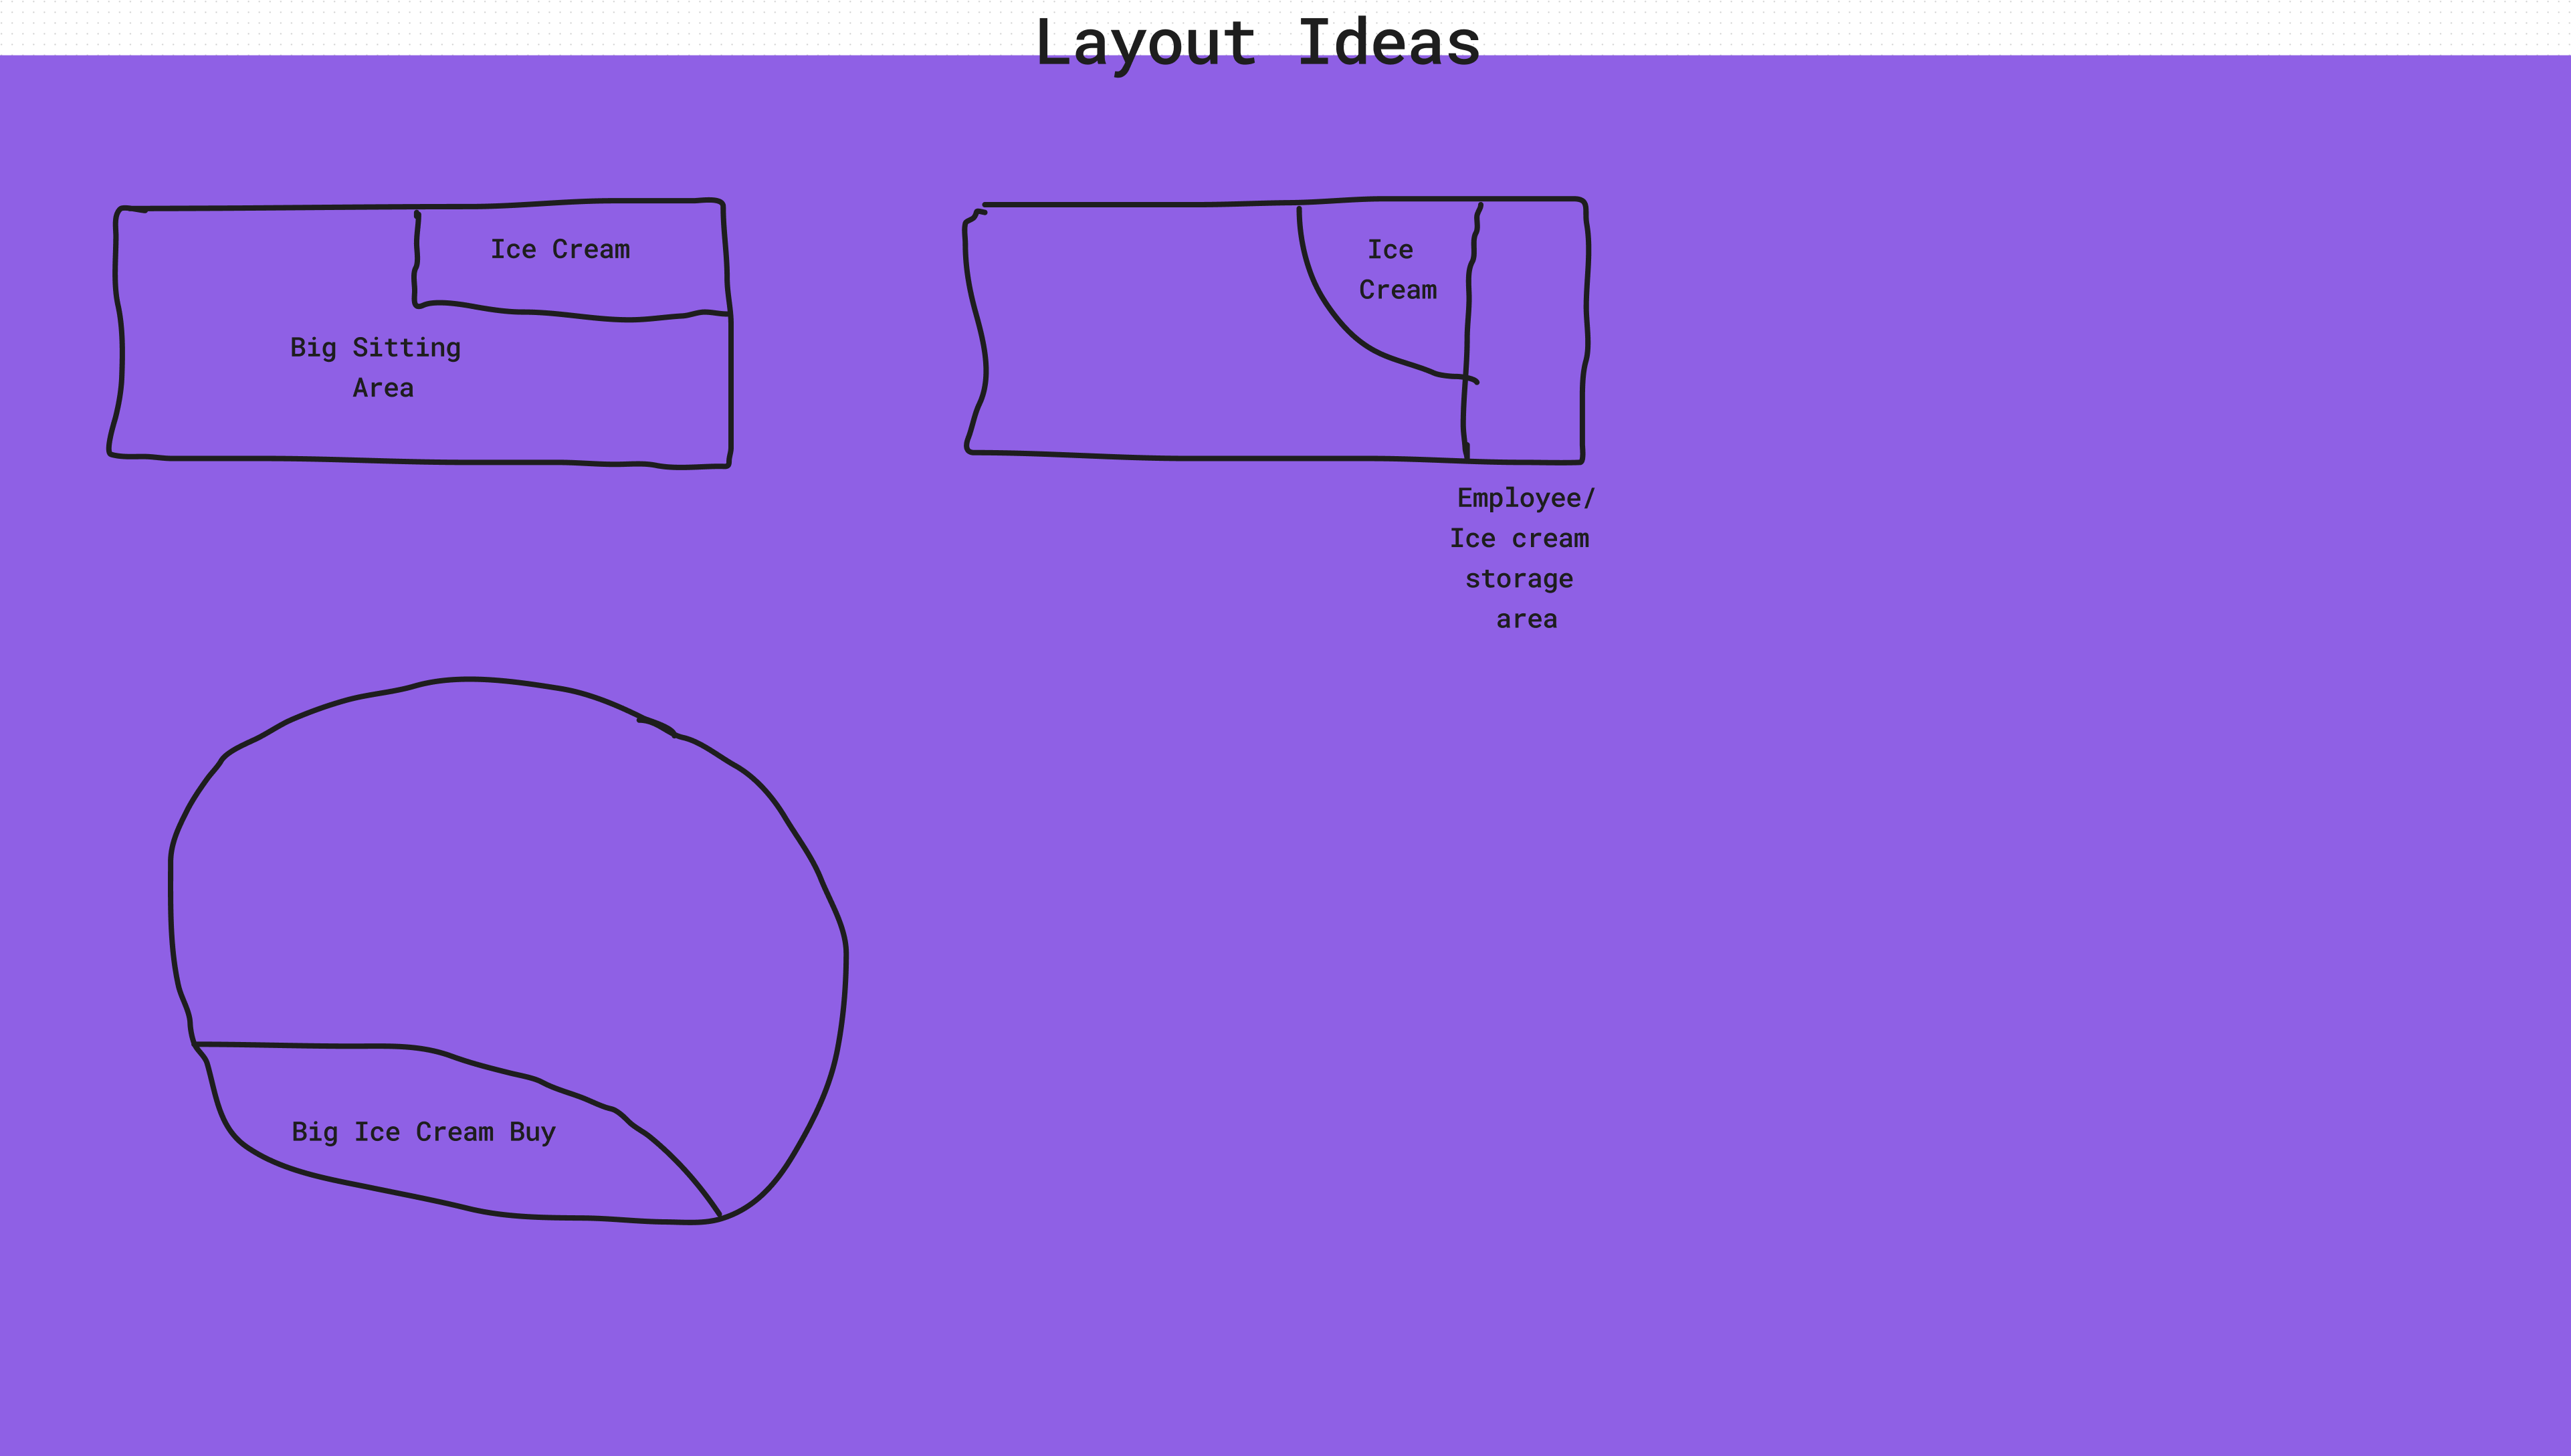 Layout Ideas
Ice Cream
Big Sitting
Area
Ice
Cream
Employee/
Ice cream
storage
area
Big Ice Cream Buy